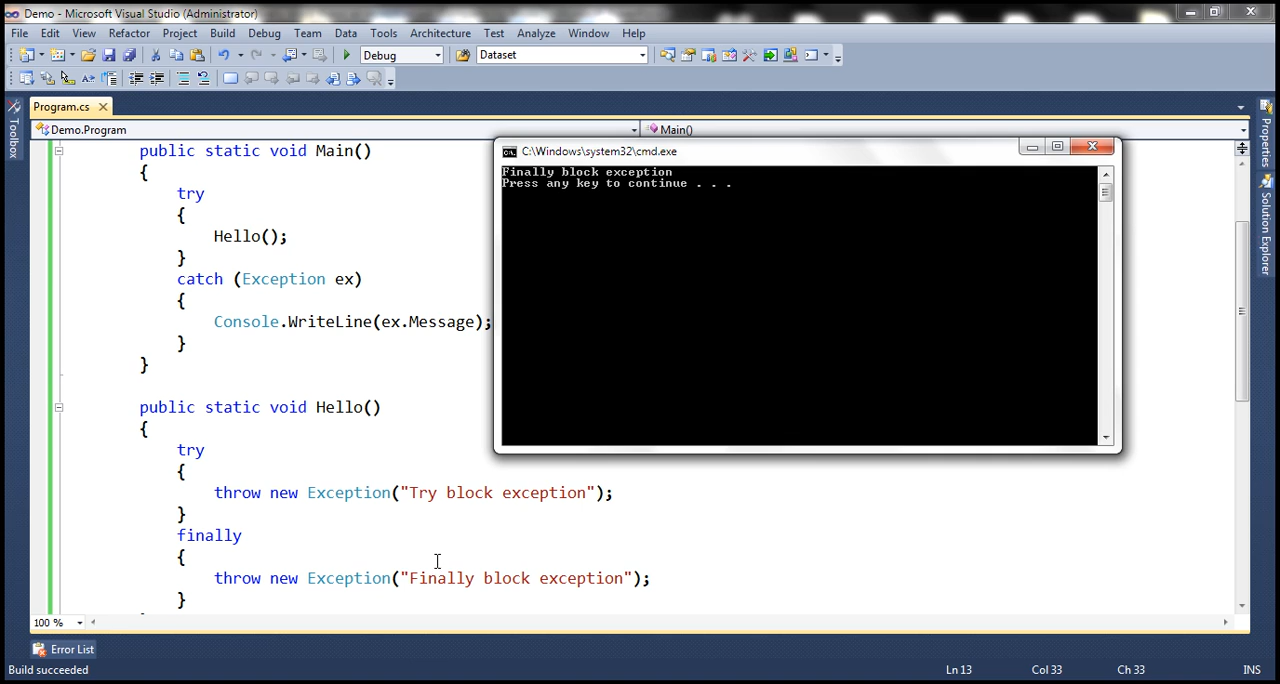 Demo - Microsoft Visual Studio (Administrator)
File Edit View Refactor Project Build Debug Team Data Tools Architecture Test Analyze Window Help
Debug Dataset
Program.cs
Demo.Program Main()
Toolbox
Properties
Solution Explorer
public static void Main()
{
try
{
Hello();
}
catch (Exception ex)
{
Console.WriteLine(ex.Message);
}
}
public static void Hello()
{
try
{
throw new Exception("Try block exception");
}
finally
{
throw new Exception("Finally block exception");
}
C:\Windows\system32\cmd.exe
Finally block exception
Press any key to continue . . .
100 %
Error List
Build succeeded Ln 13 Col 33 Ch 33 INS